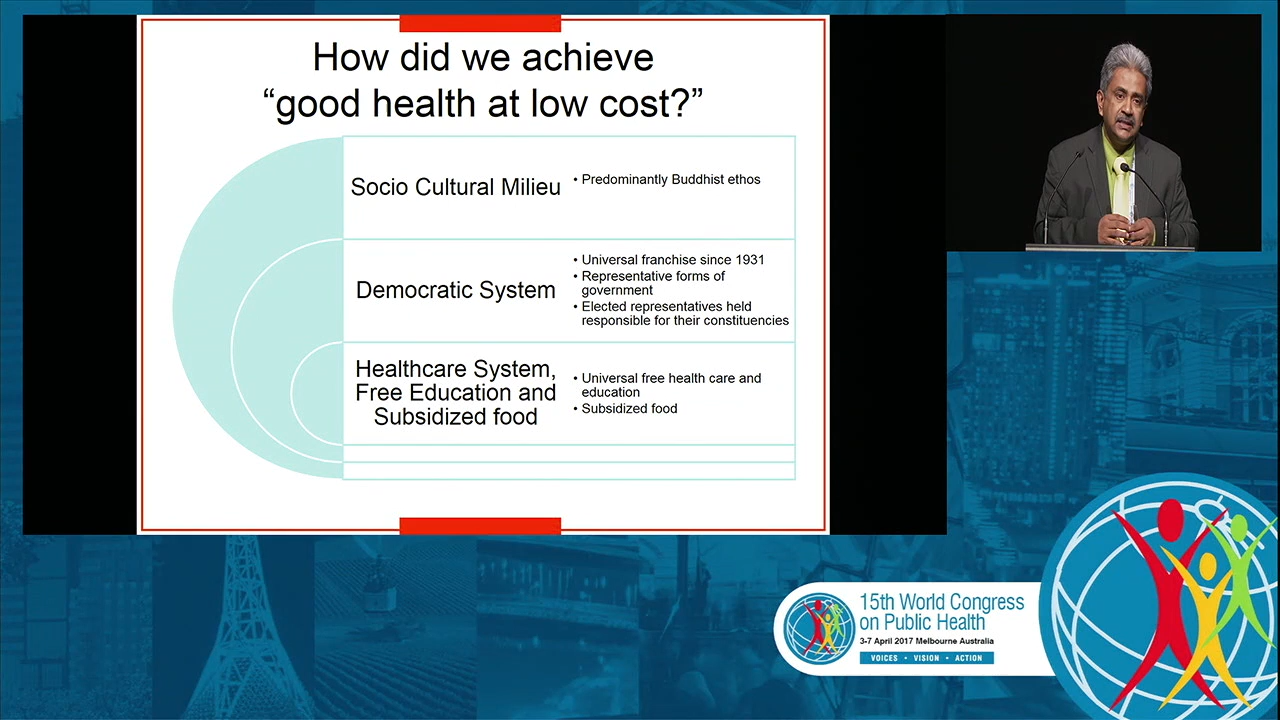 How did we achieve
“good health at low cost?”
Socio Cultural Milieu
• Predominantly Buddhist ethos
Democratic System
• Universal franchise since 1931
• Representative forms of
government
• Elected representatives held
responsible for their constituencies
Healthcare System,
Free Education and
Subsidized food
• Universal free health care and
education
• Subsidized food
15th World Congress
on Public Health
3-7 April 2017 Melbourne Australia
VOICES • VISION • ACTION